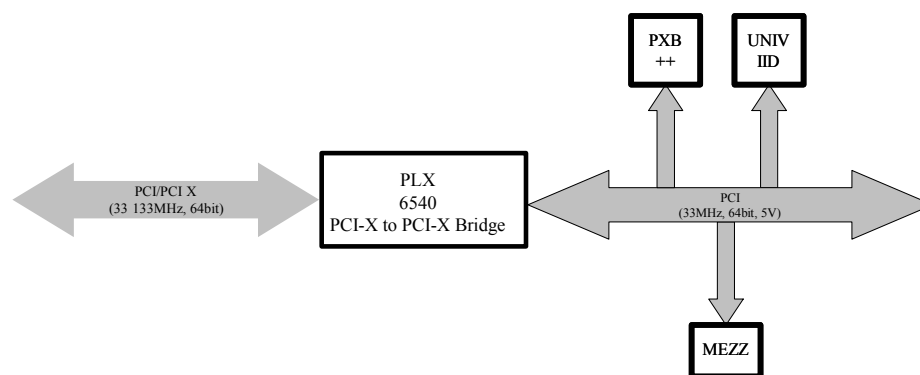 PXB
++
UNIV
IID
PCI/PCI X
(33 133MHz, 64bit)
PLX
6540
PCI-X to PCI-X Bridge
PCI
(33MHz, 64bit, 5V)
MEZZ